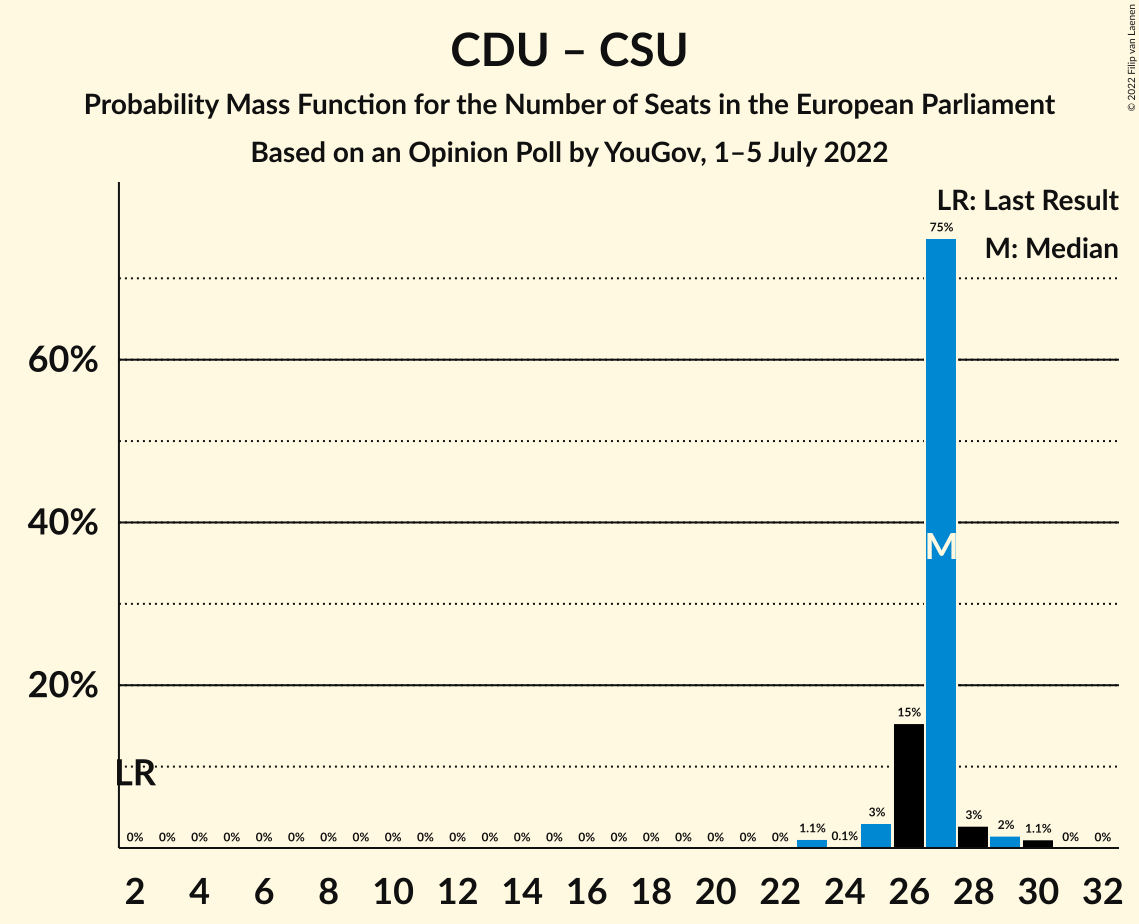 CDU – CSU
Probability Mass Function for the Number of Seats in the European Parliament
Based on an Opinion Poll by YouGov, 1–5 July 2022
© 2022 Filip van Laenen
LR: Last Result
M: Median
75%
60%
40%
M
20%
15%
LR
0% 0% 0% 0% 0% 0% 0% 0% 0% 0% 0% 0% 0% 0% 0% 0% 0% 0% 0% 0% 0% 1.1% 0.1% 3% 3% 2% 1.1% 0% 0%
2 4 6 8 10 12 14 16 18 20 22 24 26 28 30 32